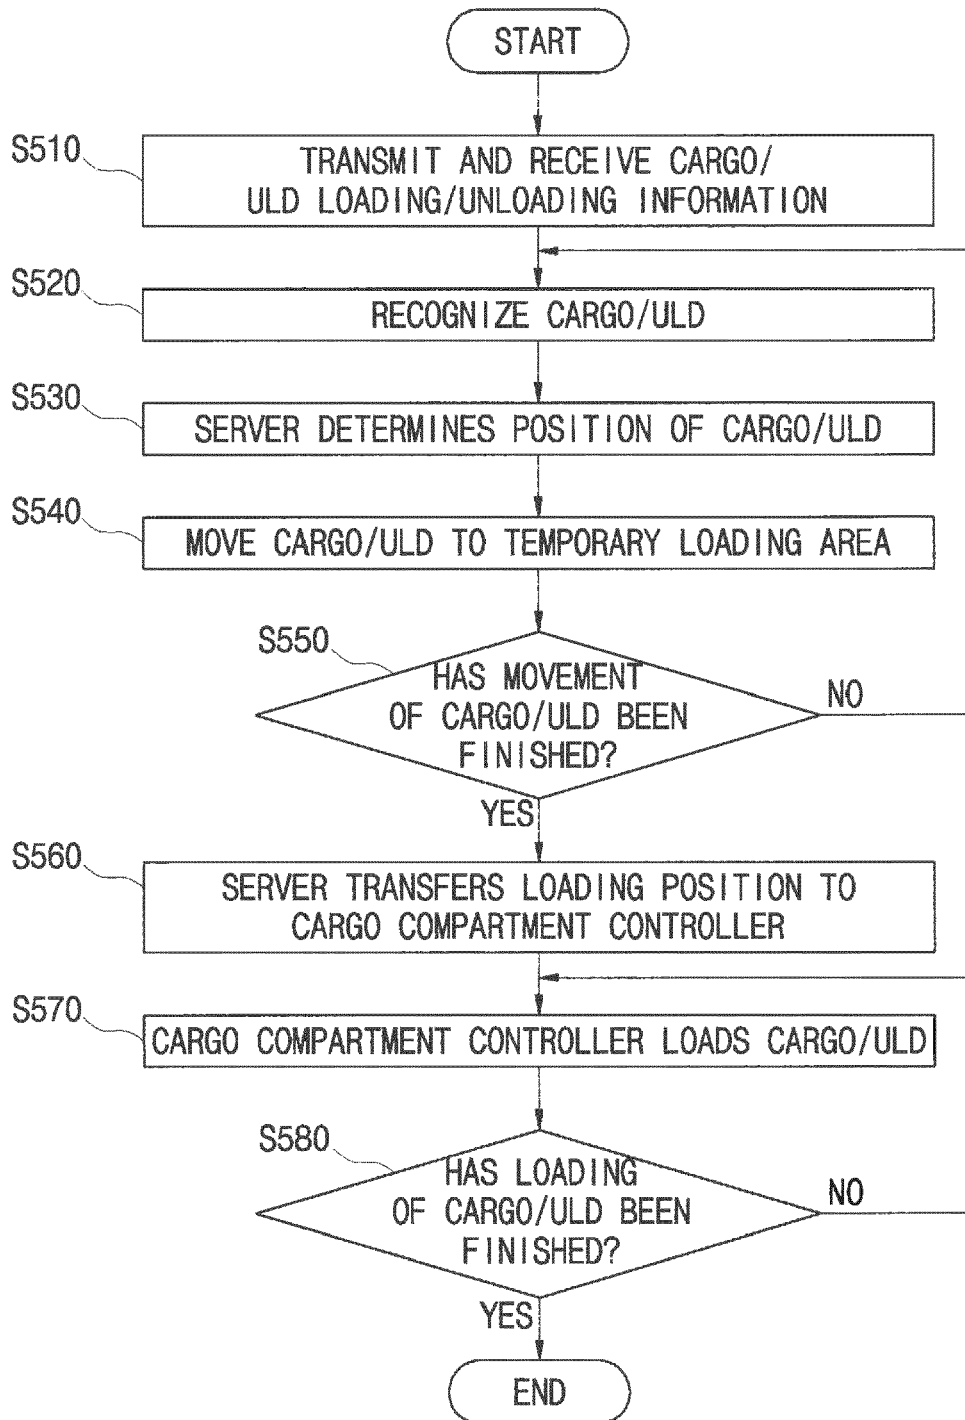 START
S510
TRANSMIT AND RECEIVE CARGO/
ULD LOADING/UNLOADING INFORMATION
S520
RECOGNIZE CARGO/ULD
S530
SERVER DETERMINES POSITION OF CARGO/ULD
S540
MOVE CARGO/ULD TO TEMPORARY LOADING AREA
S550
HAS MOVEMENT
OF CARGO/ULD BEEN
FINISHED?
NO
YES
S560
SERVER TRANSFERS LOADING POSITION TO
CARGO COMPARTMENT CONTROLLER
S570
CARGO COMPARTMENT CONTROLLER LOADS CARGO/ULD
S580
HAS LOADING
OF CARGO/ULD BEEN
FINISHED?
NO
YES
END